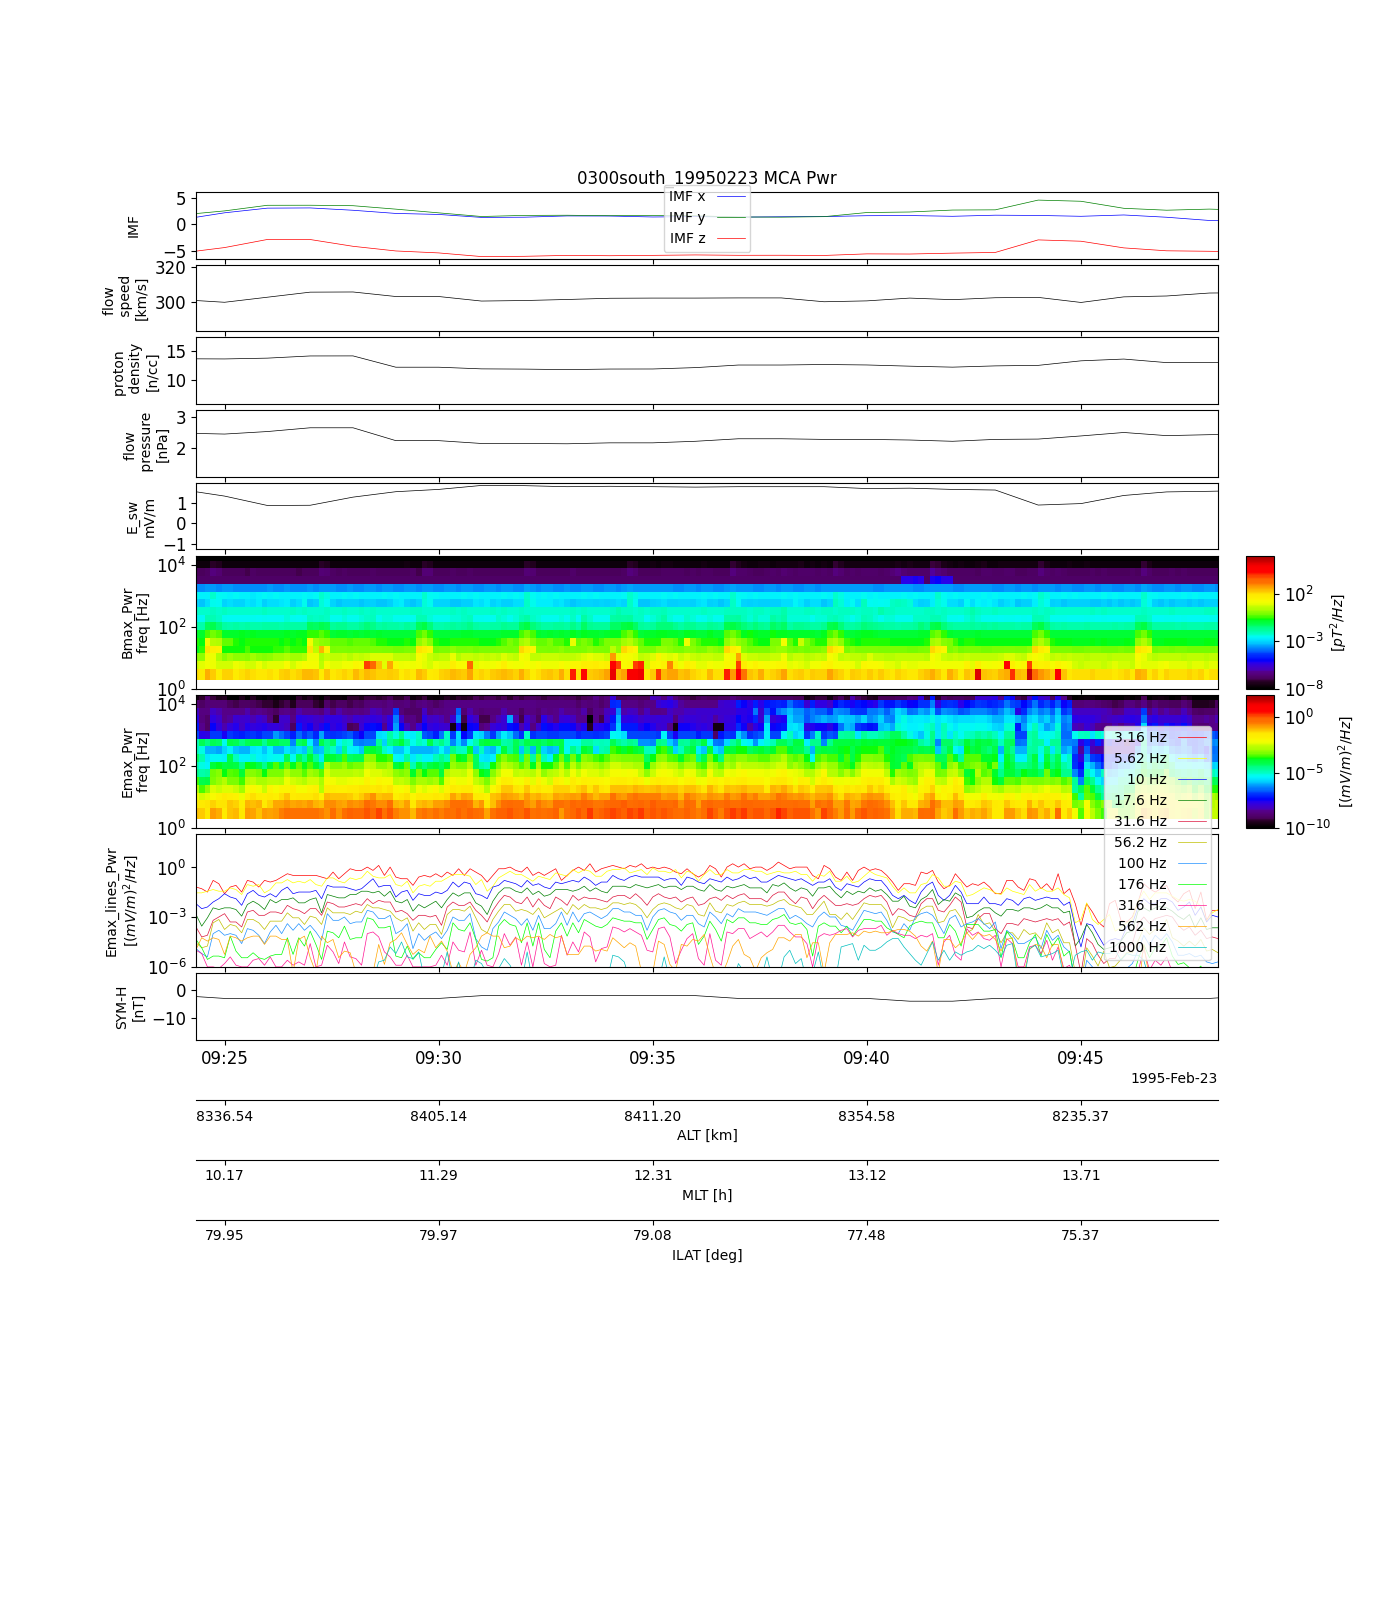 0300south_19950223 MCA Pwr
IMF
5
0
−5
IMF x
IMF y
IMF z
flow
speed
[km/s]
320
300
proton
density
[n/cc]
15
10
flow
pressure
[nPa]
3
2
E_sw
mV/m
1
0
−1
Bmax_Pwr
freq [Hz]
10^4
10^2
10^0
10^2
10^−3
10^−8
[pT^2/Hz]
Emax_Pwr
freq [Hz]
10^4
10^2
10^0
10^0
10^−5
10^−10
[(mV/m)^2/Hz]
3.16 Hz
5.62 Hz
10 Hz
17.6 Hz
31.6 Hz
56.2 Hz
100 Hz
176 Hz
316 Hz
562 Hz
1000 Hz
Emax_lines_Pwr
[(mV/m)^2/Hz]
10^0
10^−3
10^−6
SYM-H
[nT]
0
−10
09:25 09:30 09:35 09:40 09:45
1995-Feb-23
8336.54 8405.14 8411.20 8354.58 8235.37
ALT [km]
10.17 11.29 12.31 13.12 13.71
MLT [h]
79.95 79.97 79.08 77.48 75.37
ILAT [deg]